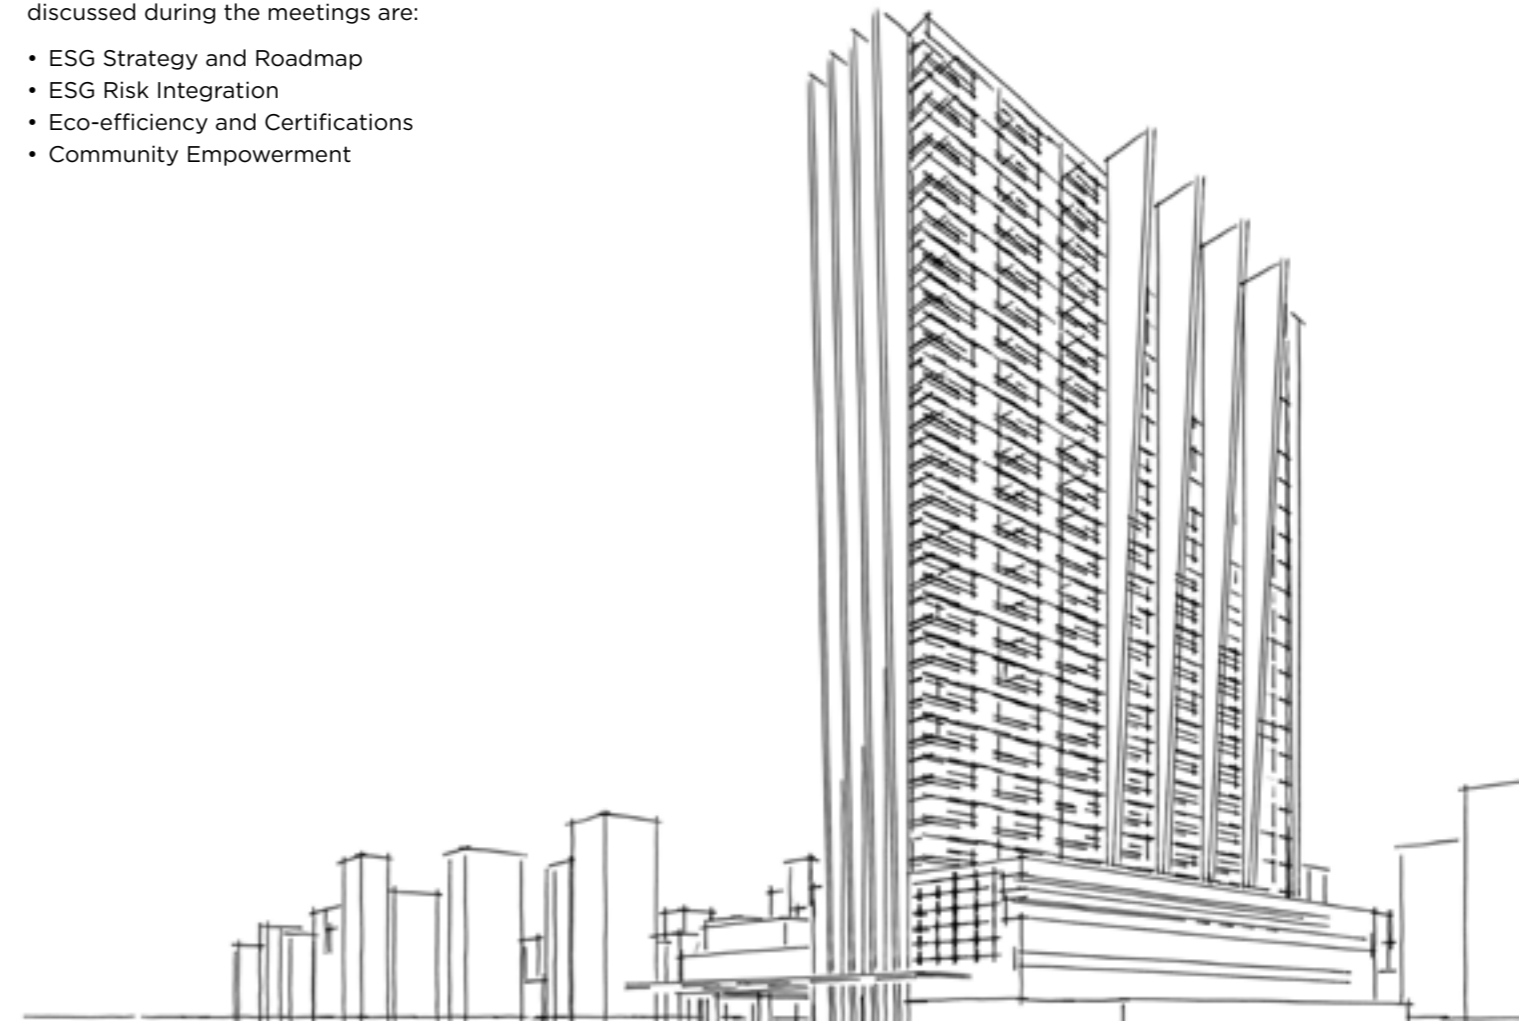 discussed during the meetings are:
• ESG Strategy and Roadmap
• ESG Risk Integration
• Eco-efficiency and Certifications
• Community Empowerment